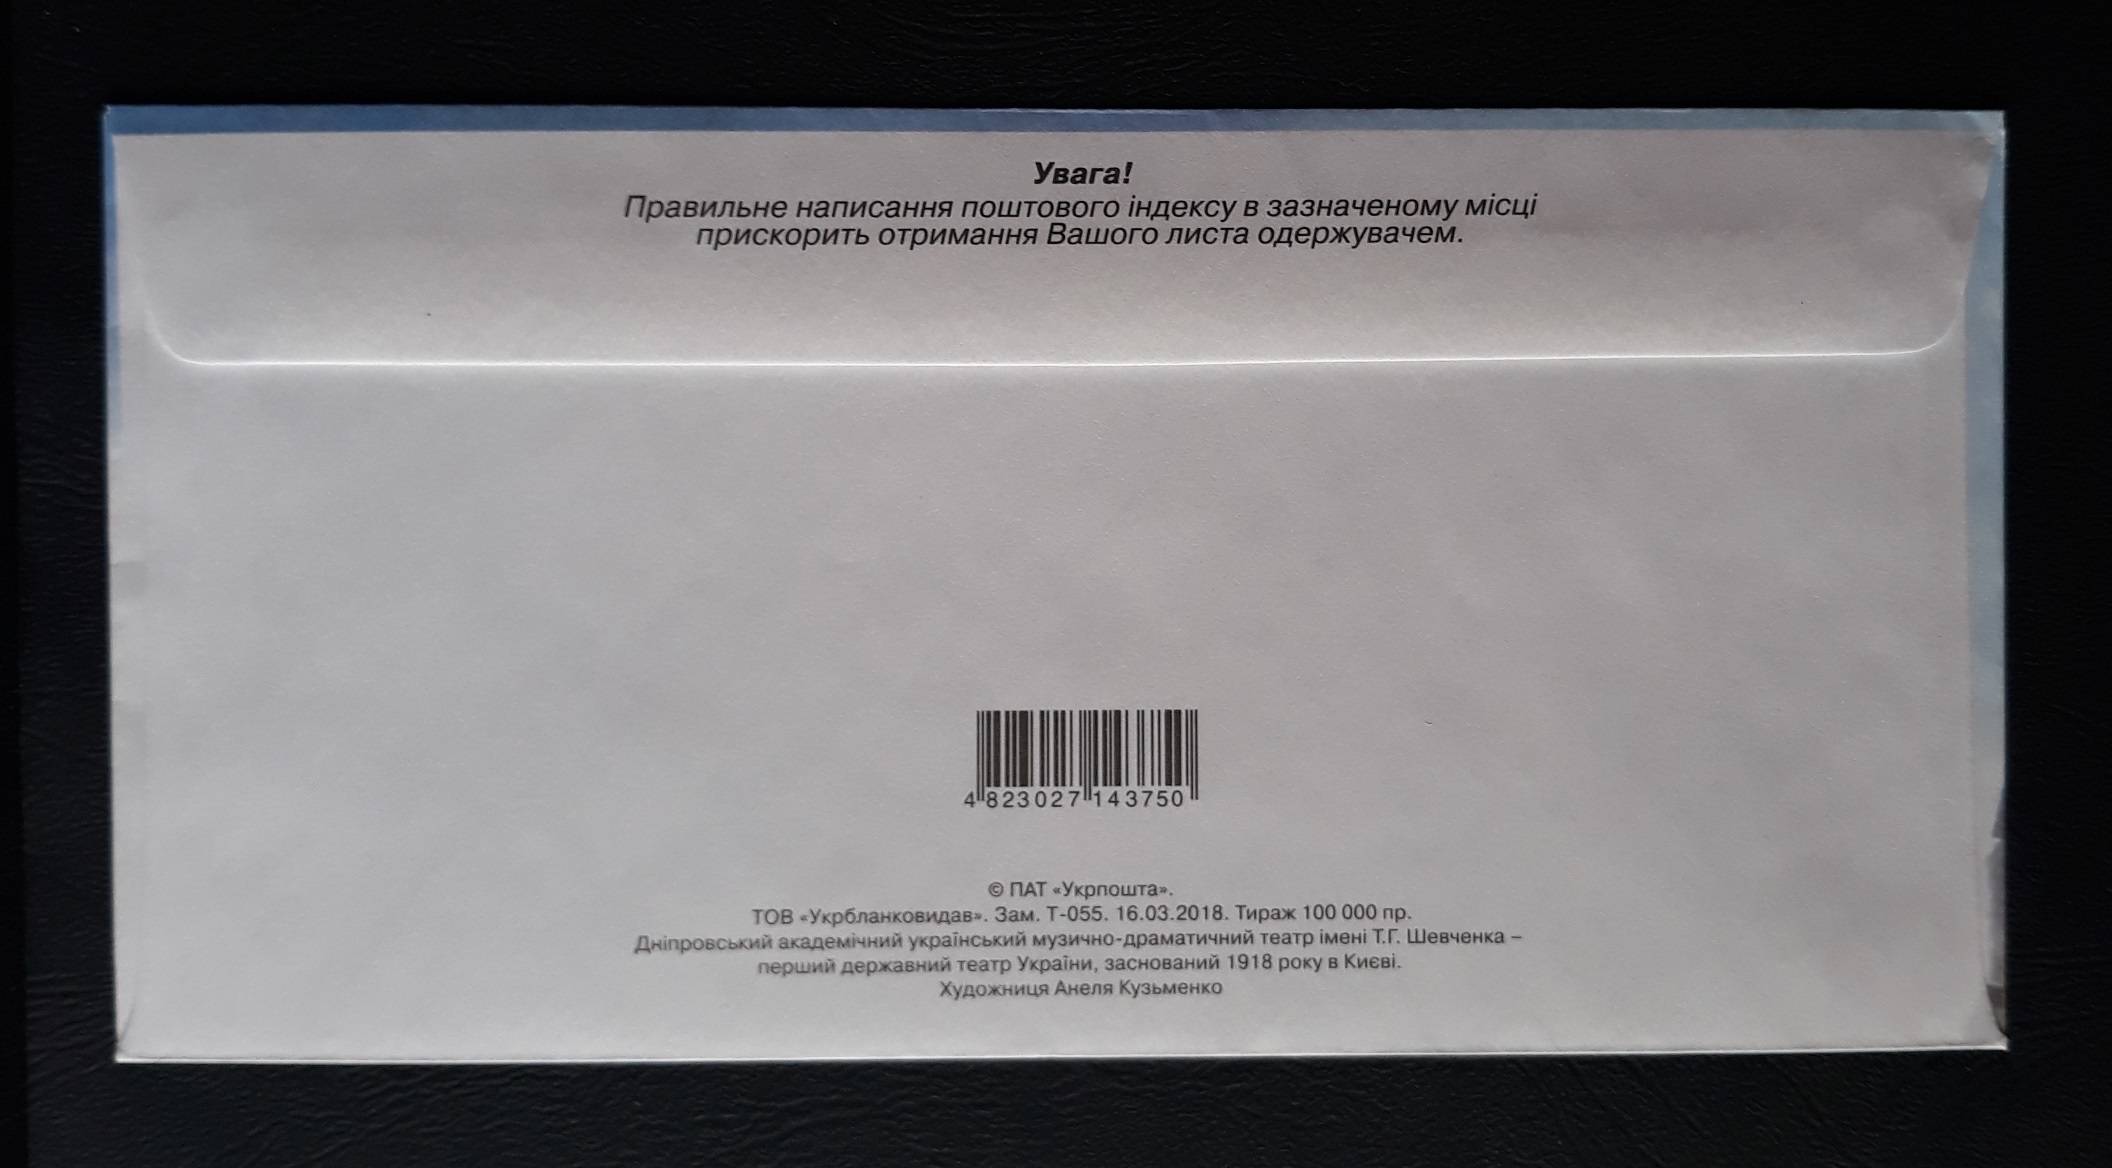 Увага!
Правильне написання поштового індексу в зазначеному місці
прискорить отримання Вашого листа одержувачем.
4 823027 143750
© ПАТ «Укрпошта».
ТОВ «Укрбланковидав». Зам. Т-055. 16.03.2018. Тираж 100 000 пр.
Дніпровський академічний український музично-драматичний театр імені Т.Г. Шевченка –
перший державний театр України, заснований 1918 року в Києві.
Художниця Анеля Кузьменко